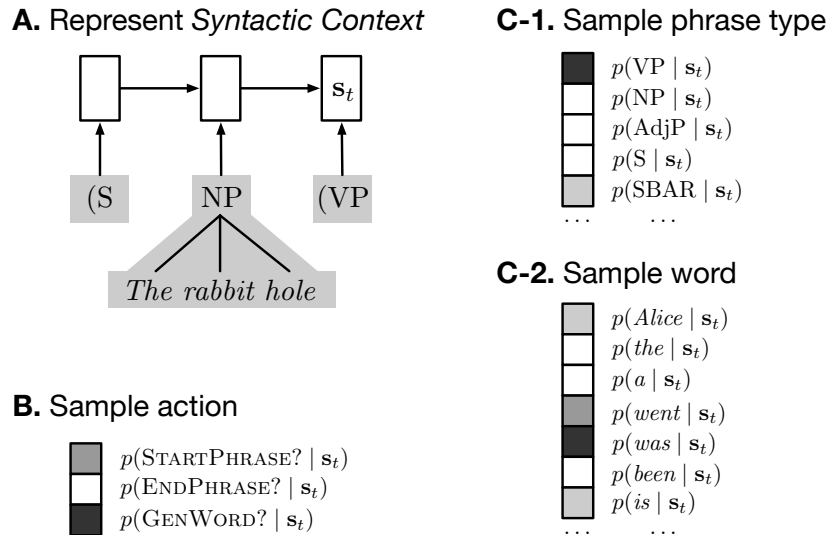 A. Represent Syntactic Context
s_t
(S
NP
(VP
The rabbit hole
B. Sample action
p(STARTPHRASE? | s_t)
p(ENDPHRASE? | s_t)
p(GENWORD? | s_t)
C-1. Sample phrase type
p(VP | s_t)
p(NP | s_t)
p(AdjP | s_t)
p(S | s_t)
p(SBAR | s_t)
... ...
C-2. Sample word
p(Alice | s_t)
p(the | s_t)
p(a | s_t)
p(went | s_t)
p(was | s_t)
p(been | s_t)
p(is | s_t)
... ...